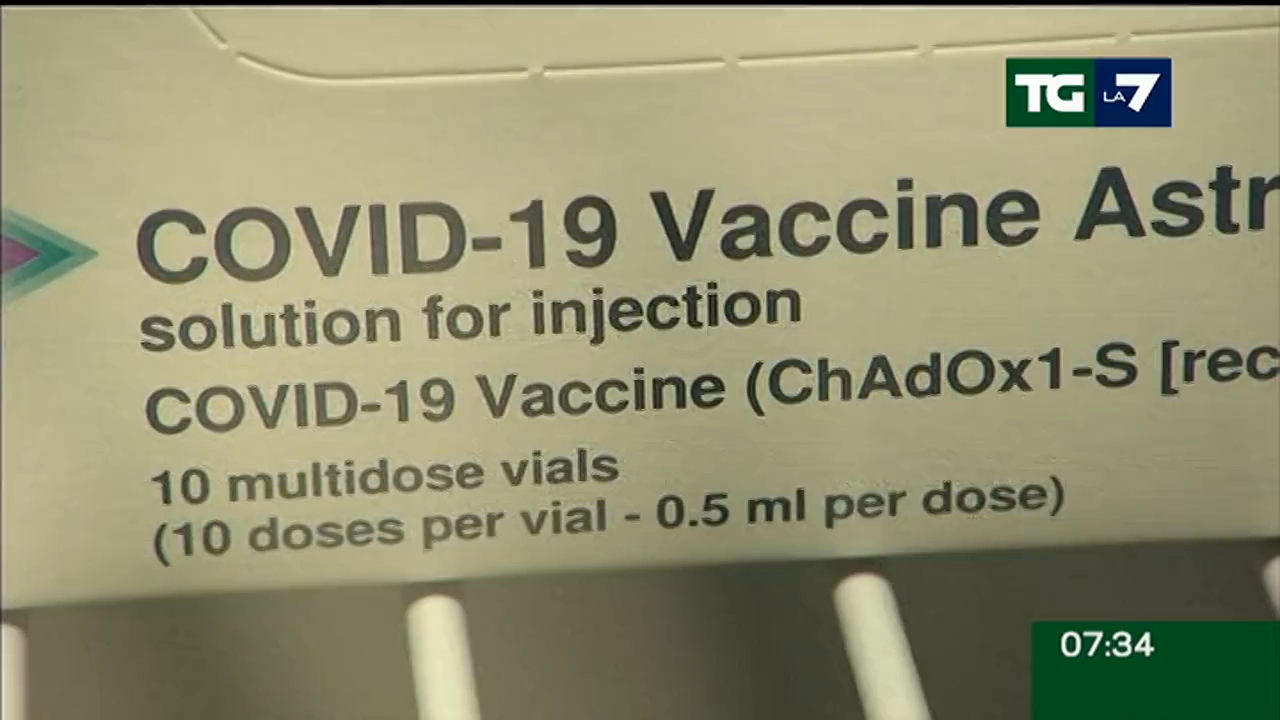 TG LA7
COVID-19 Vaccine Astr
solution for injection
COVID-19 Vaccine (ChAdOx1-S [rec
10 multidose vials
(10 doses per vial - 0.5 ml per dose)
07:34